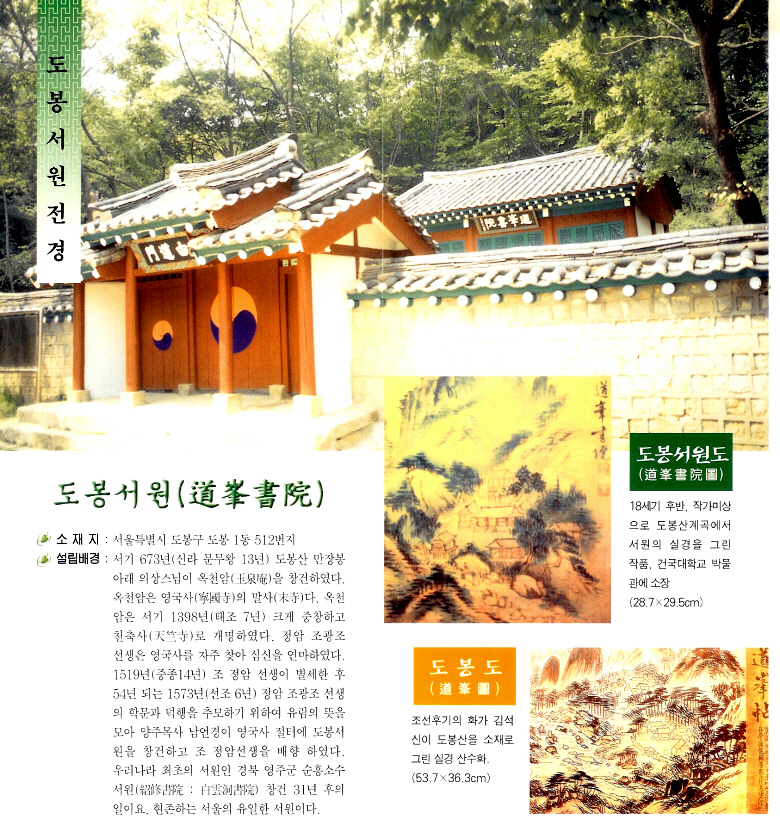 도봉서원전경
道峯書院
道峯書院
도봉서원도
(道峯書院圖)
18세기 후반, 작가미상
으로 도봉산계곡에서
서원의 실경을 그린
작품, 건국대학교 박물
관에 소장
(28.7×29.5cm)
도봉서원(道峯書院)
소 재 지 : 서울특별시 도봉구 도봉 1동 512번지
설립배경 : 서기 673년(신라 문무왕 13년) 도봉산 만장봉
아래 의상스님이 옥천암(玉泉庵)을 창건하였다.
옥천암은 영국사(寧國寺)의 말사(末寺)다. 옥천
암은 서기 1398년(태조 7년) 크게 중창하고
천축사(天竺寺)로 개명하였다. 정암 조광조
선생은 영국사를 자주 찾아 심신을 연마하였다.
1519년(중종14년) 조 정암 선생이 별세한 후
54년 되는 1573년(선조 6년) 정암 조광조 선생
의 학문과 덕행을 추모하기 위하여 유림의 뜻을
모아 양주목사 남언경이 영국사 절터에 도봉서
원을 창건하고 조 정암선생을 배향 하였다.
우리나라 최초의 서원인 경북 영주군 순흥소수
서원(紹修書院 : 白雲洞書院) 창건 31년 후의
일이요, 현존하는 서울의 유일한 서원이다.
도봉도
(道峯圖)
조선후기의 화가 김석
신이 도봉산을 소재로
그린 실경 산수화.
(53.7×36.3cm)
道峯帖